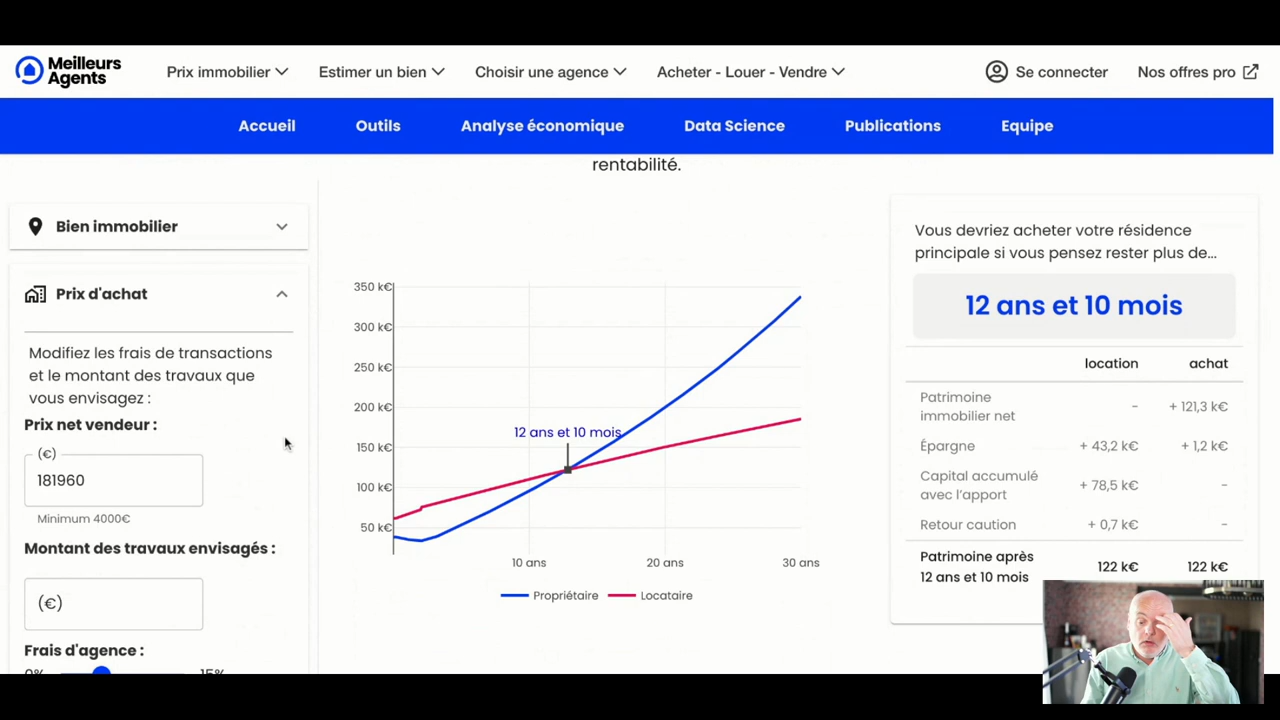 Meilleurs
Agents
Prix immobilier
Estimer un bien
Choisir une agence
Acheter - Louer - Vendre
Se connecter
Nos offres pro
Accueil
Outils
Analyse économique
Data Science
Publications
Equipe
rentabilité.
Bien immobilier
Prix d'achat
Modifiez les frais de transactions
et le montant des travaux que
vous envisagez :
Prix net vendeur :
(€)
181960
Minimum 4000€
Montant des travaux envisagés :
(€)
Frais d'agence :
0%
15%
350 k€
300 k€
250 k€
200 k€
150 k€
100 k€
50 k€
12 ans et 10 mois
10 ans
20 ans
30 ans
Propriétaire
Locataire
Vous devriez acheter votre résidence
principale si vous pensez rester plus de...
12 ans et 10 mois
location achat
Patrimoine
immobilier net
- + 121,3 k€
Épargne + 43,2 k€ + 1,2 k€
Capital accumulé
avec l'apport
+ 78,5 k€ -
Retour caution + 0,7 k€ -
Patrimoine après
12 ans et 10 mois
122 k€ 122 k€